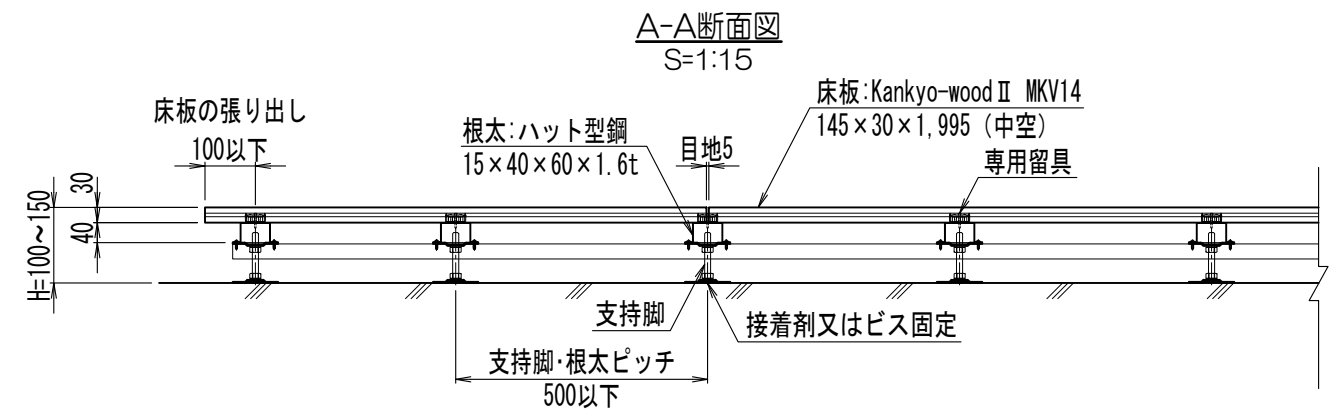 A-A断面図
S=1:15
床板の張り出し
100以下
根太:ハット型鋼
15×40×60×1.6t
目地5
床板:Kankyo-woodⅡ MKV14
145×30×1,995 (中空)
専用留具
30
40
H=100~150
支持脚
接着剤又はビス固定
支持脚・根太ピッチ
500以下